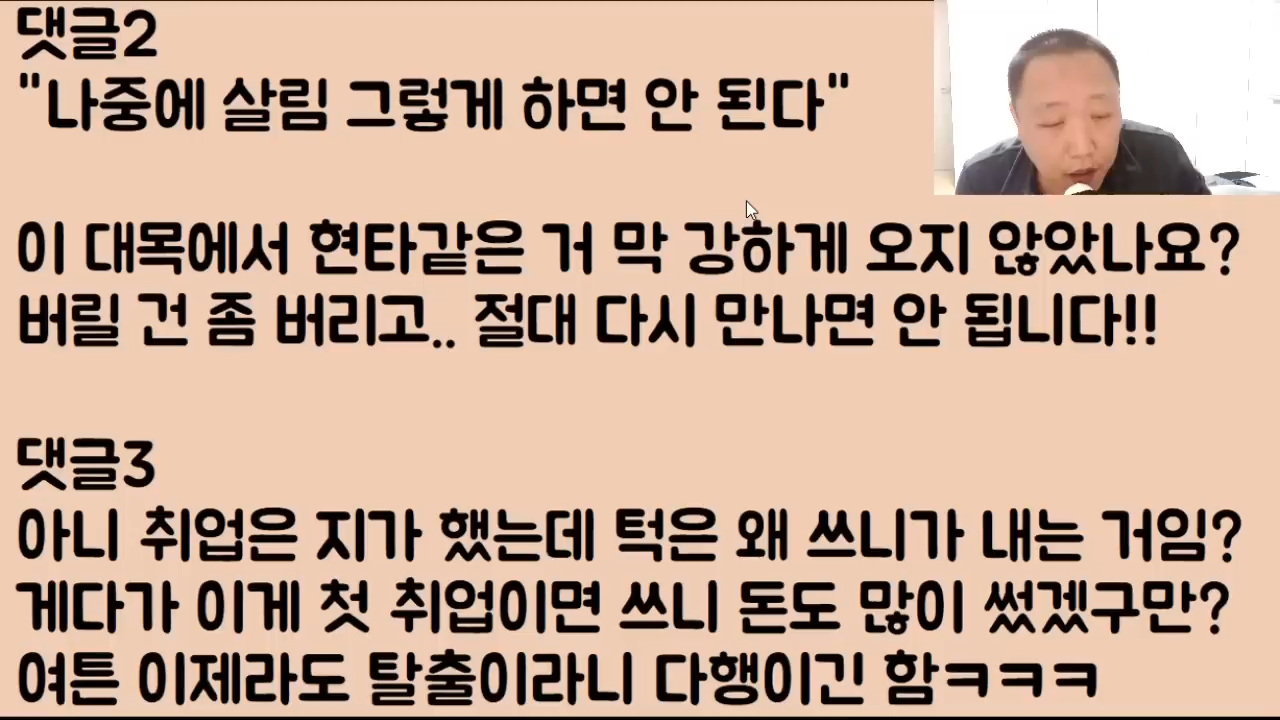 댓글2
"나중에 살림 그렇게 하면 안 된다"
이 대목에서 현타같은 거 막 강하게 오지 않았나요?
버릴 건 좀 버리고.. 절대 다시 만나면 안 됩니다!!
댓글3
아니 취업은 지가 했는데 턱은 왜 쓰니가 내는 거임?
게다가 이게 첫 취업이면 쓰니 돈도 많이 썼겠구만?
여튼 이제라도 탈출이라니 다행이긴 함ㅋㅋㅋ